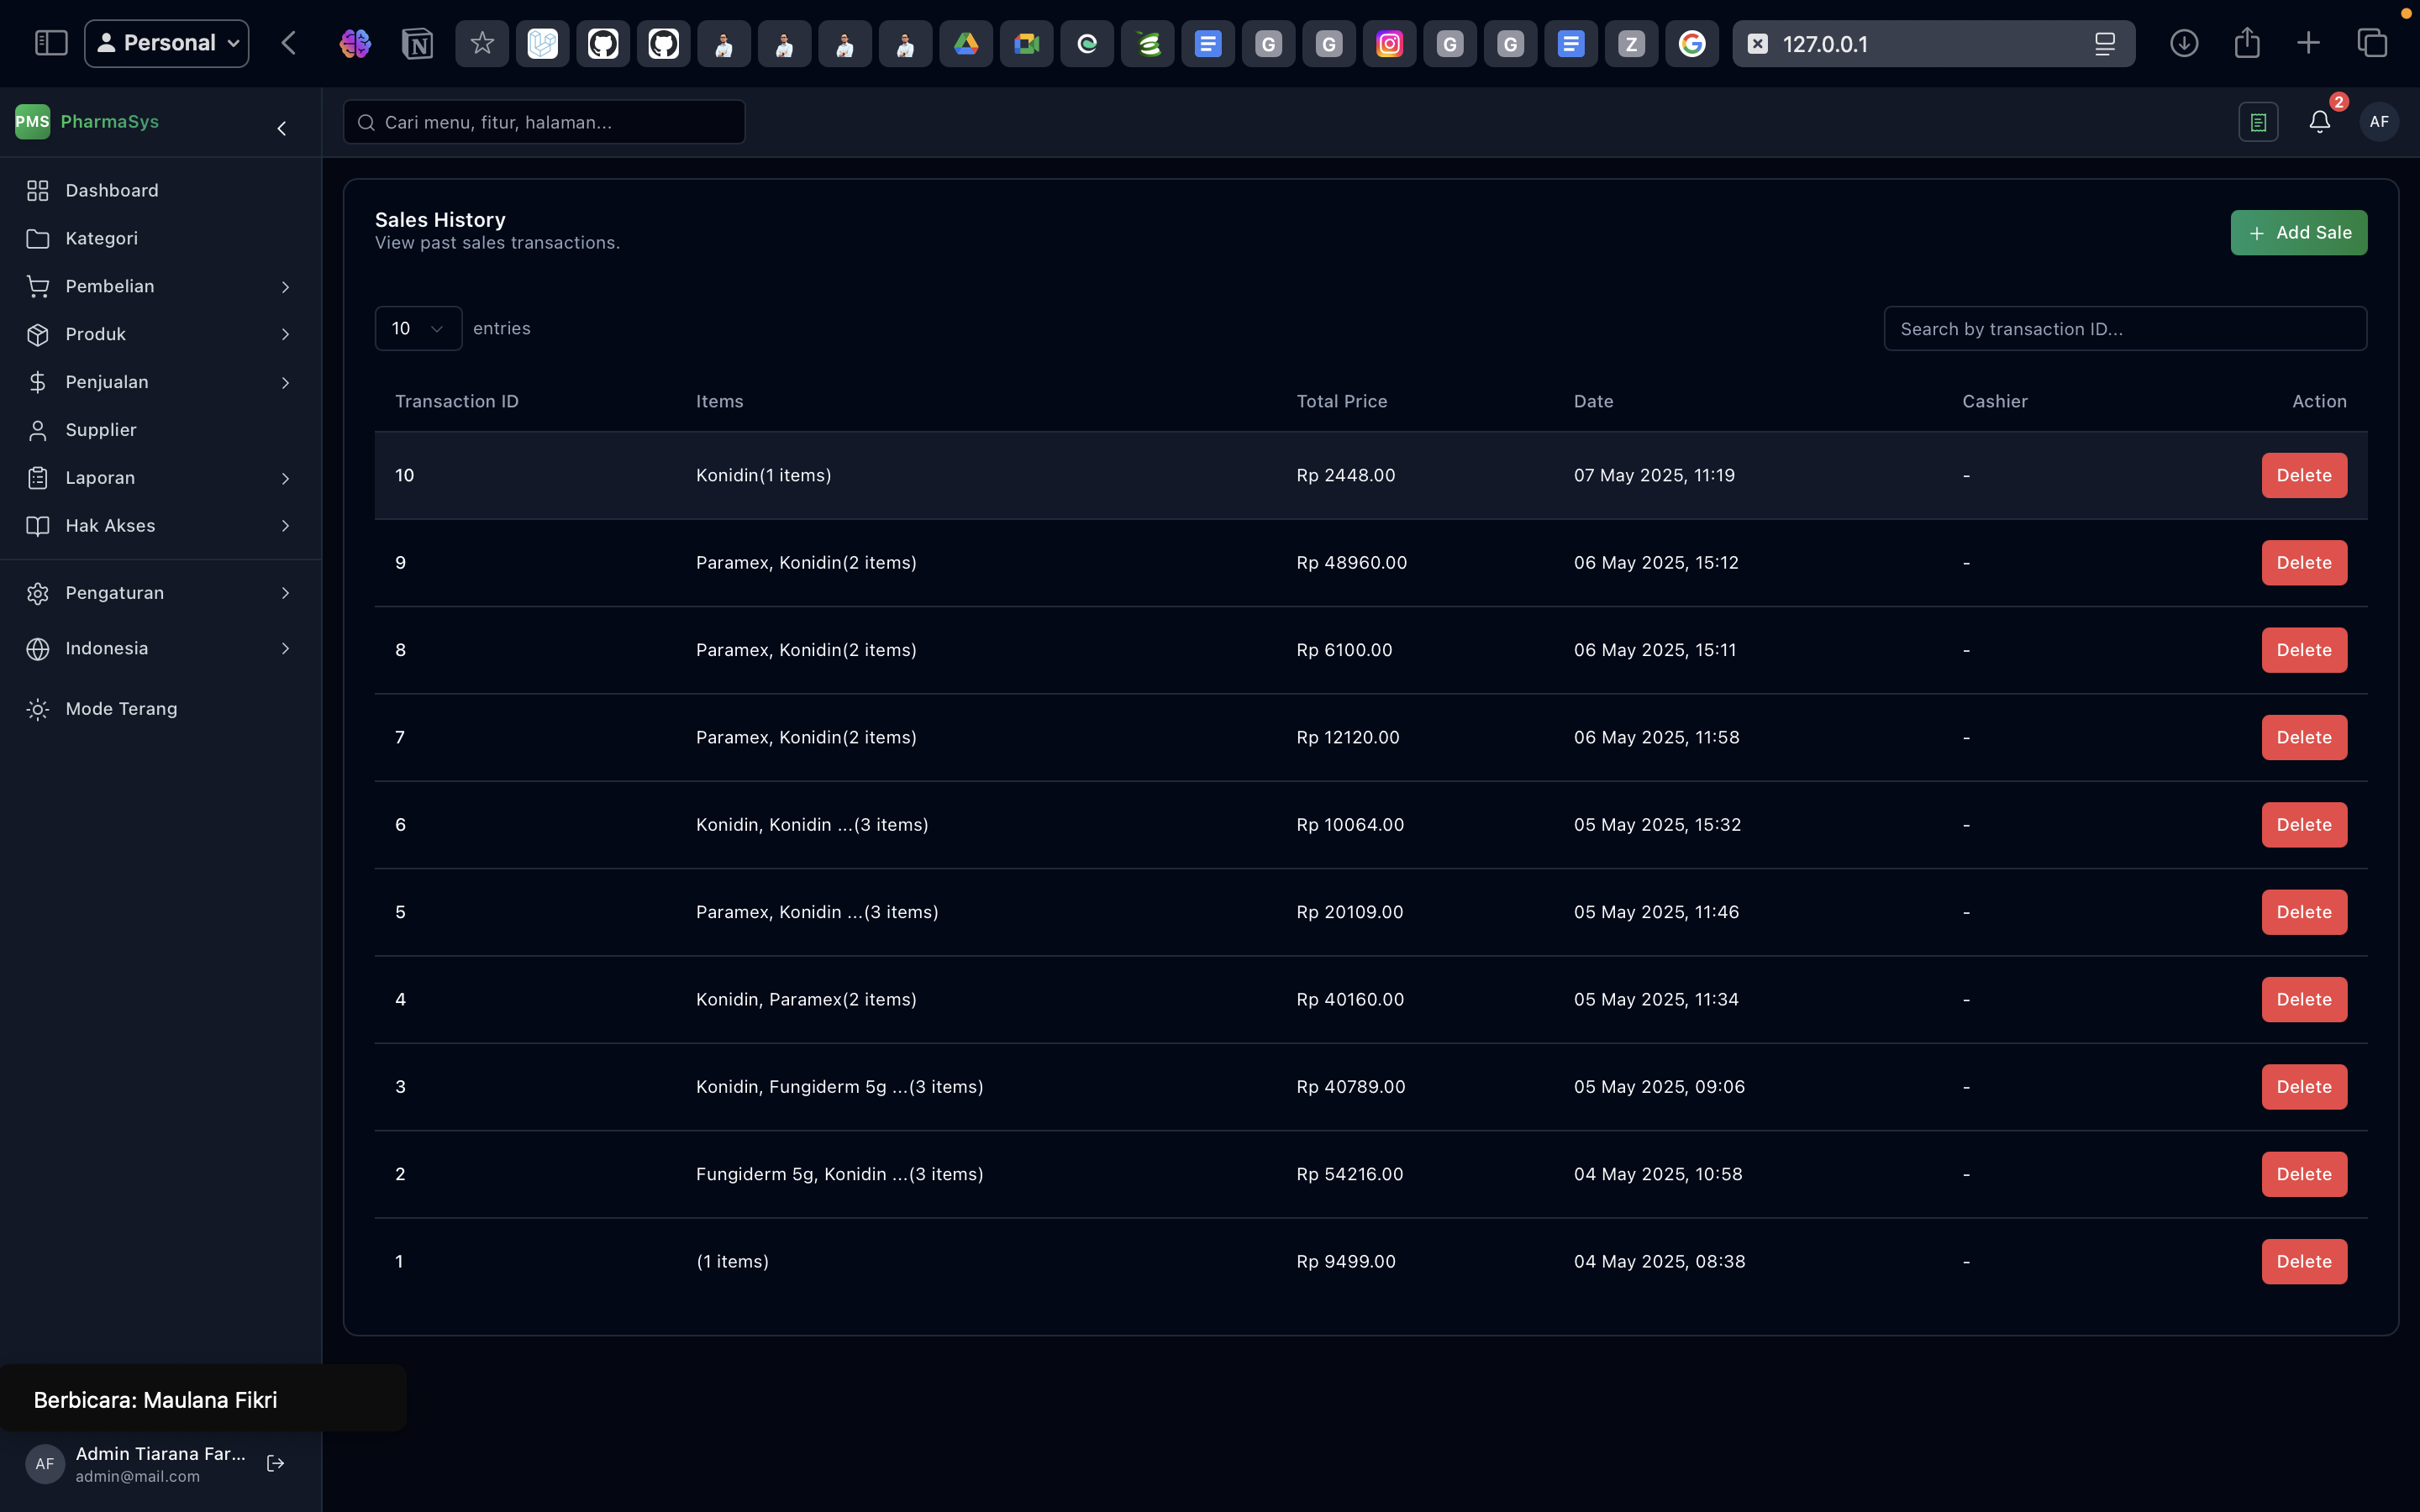 Personal
G
G
G
G
Z
127.0.0.1
PMS PharmaSys
Cari menu, fitur, halaman...
2
AF
Dashboard
Kategori
Pembelian
Produk
Penjualan
Supplier
Laporan
Hak Akses
Pengaturan
Indonesia
Mode Terang
Sales History
View past sales transactions.
Add Sale
10 entries
Search by transaction ID...
Transaction ID Items Total Price Date Cashier Action
10 Konidin(1 items) Rp 2448.00 07 May 2025, 11:19 - Delete
9 Paramex, Konidin(2 items) Rp 48960.00 06 May 2025, 15:12 - Delete
8 Paramex, Konidin(2 items) Rp 6100.00 06 May 2025, 15:11 - Delete
7 Paramex, Konidin(2 items) Rp 12120.00 06 May 2025, 11:58 - Delete
6 Konidin, Konidin ...(3 items) Rp 10064.00 05 May 2025, 15:32 - Delete
5 Paramex, Konidin ...(3 items) Rp 20109.00 05 May 2025, 11:46 - Delete
4 Konidin, Paramex(2 items) Rp 40160.00 05 May 2025, 11:34 - Delete
3 Konidin, Fungiderm 5g ...(3 items) Rp 40789.00 05 May 2025, 09:06 - Delete
2 Fungiderm 5g, Konidin ...(3 items) Rp 54216.00 04 May 2025, 10:58 - Delete
1 (1 items) Rp 9499.00 04 May 2025, 08:38 - Delete
Berbicara: Maulana Fikri
AF
Admin Tiarana Far...
admin@mail.com